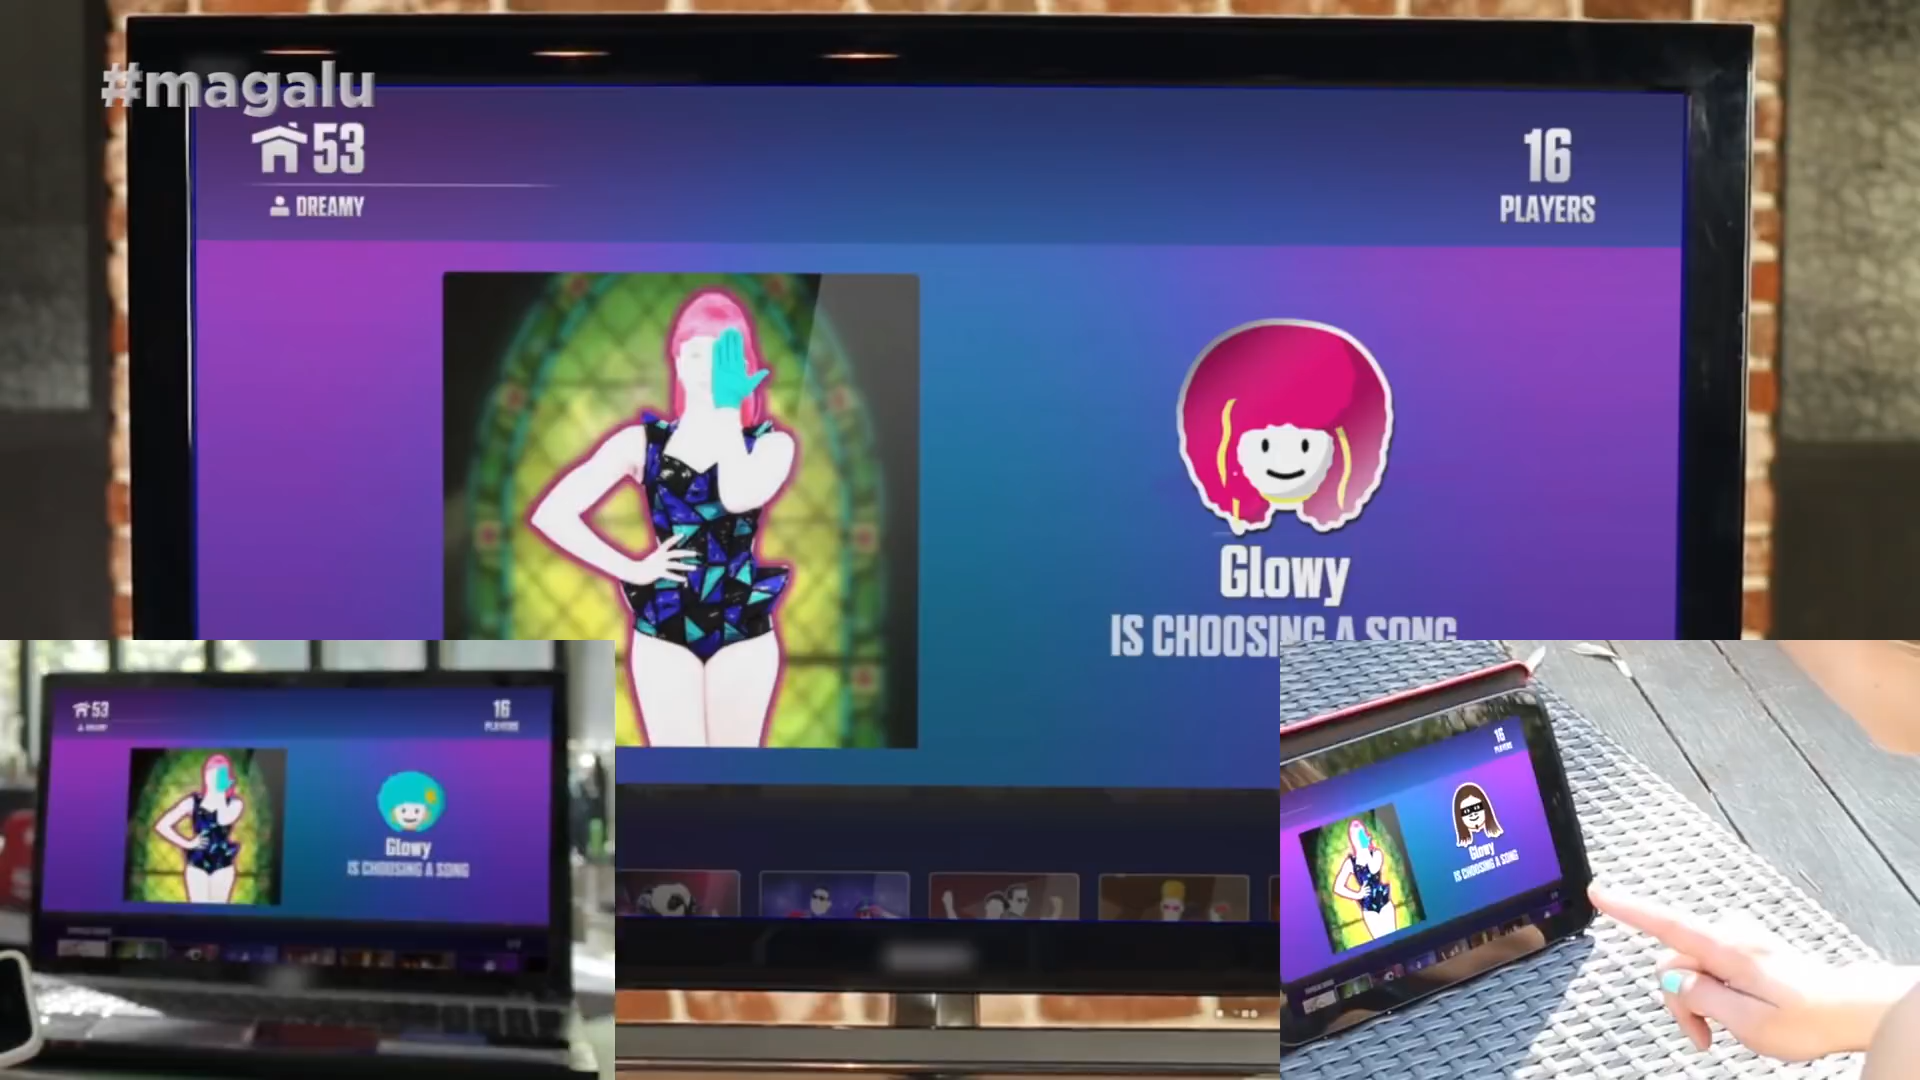 #magalu
53
DREAMY
16
PLAYERS
Glowy
IS CHOOSING A SONG
53
DREAMY
16
PLAYERS
Glowy
IS CHOOSING A SONG
16
PLAYERS
Glowy
IS CHOOSING A SONG